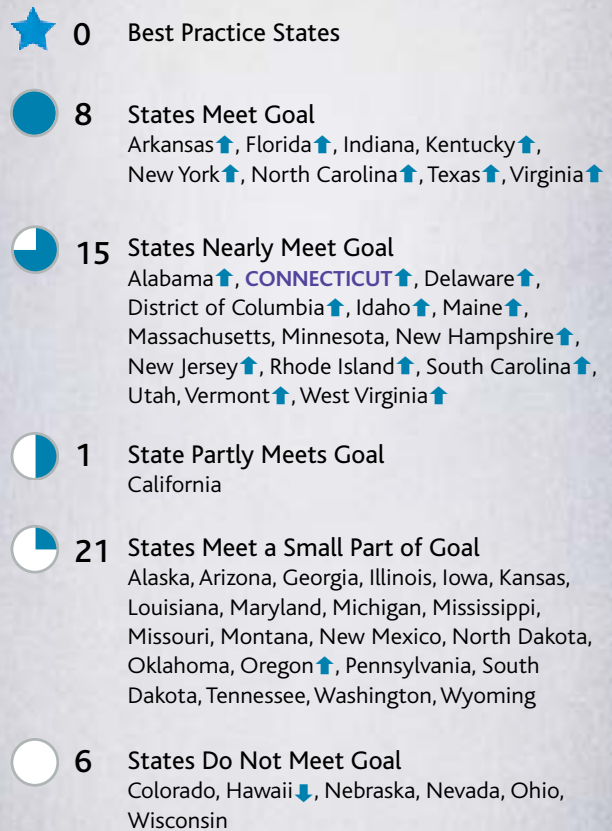 0 Best Practice States
8 States Meet Goal
Arkansas⬆, Florida⬆, Indiana, Kentucky⬆,
New York⬆, North Carolina⬆, Texas⬆, Virginia⬆
15 States Nearly Meet Goal
Alabama⬆, CONNECTICUT⬆, Delaware⬆,
District of Columbia⬆, Idaho⬆, Maine⬆,
Massachusetts, Minnesota, New Hampshire⬆,
New Jersey⬆, Rhode Island⬆, South Carolina⬆,
Utah, Vermont⬆, West Virginia⬆
1 State Partly Meets Goal
California
21 States Meet a Small Part of Goal
Alaska, Arizona, Georgia, Illinois, Iowa, Kansas,
Louisiana, Maryland, Michigan, Mississippi,
Missouri, Montana, New Mexico, North Dakota,
Oklahoma, Oregon⬆, Pennsylvania, South
Dakota, Tennessee, Washington, Wyoming
6 States Do Not Meet Goal
Colorado, Hawaii⬇, Nebraska, Nevada, Ohio,
Wisconsin